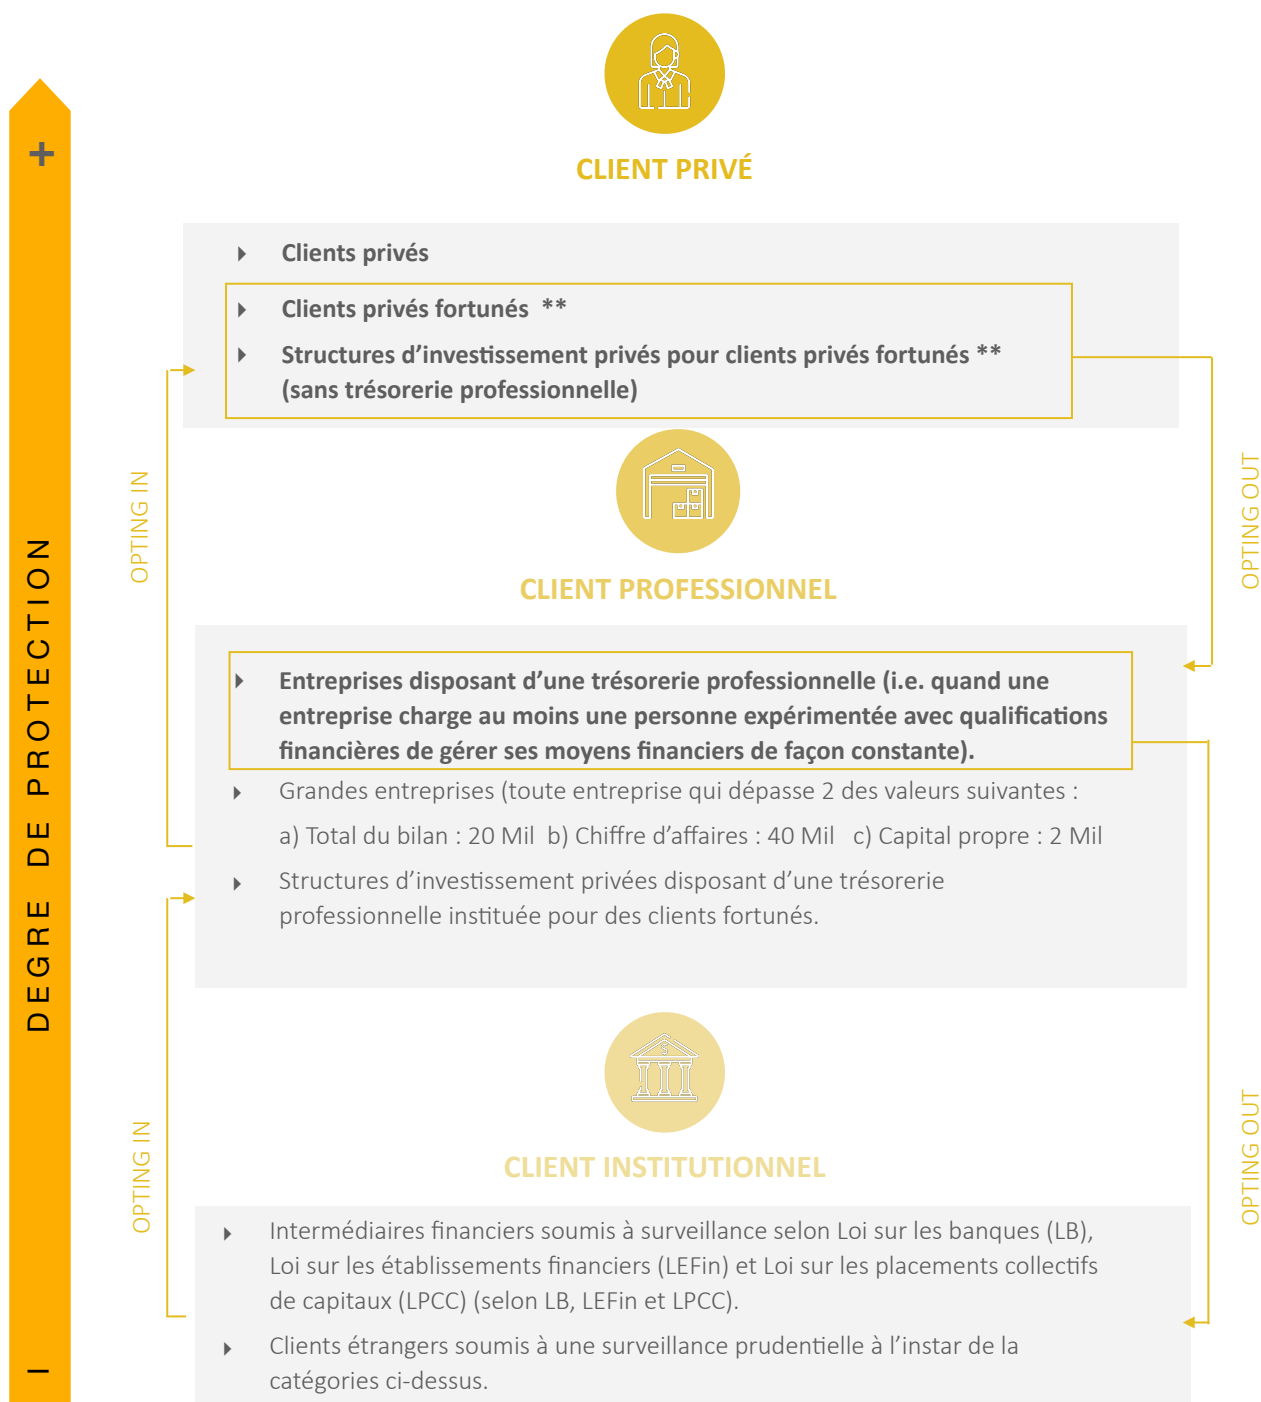 +
CLIENT PRIVÉ
Clients privés
Clients privés fortunés **
Structures d’investissement privés pour clients privés fortunés **
(sans trésorerie professionnelle)
OPTING IN
OPTING OUT
CLIENT PROFESSIONNEL
DEGRE DE PROTECTION
Entreprises disposant d’une trésorerie professionnelle (i.e. quand une
entreprise charge au moins une personne expérimentée avec qualifications
financières de gérer ses moyens financiers de façon constante).
Grandes entreprises (toute entreprise qui dépasse 2 des valeurs suivantes :
a) Total du bilan : 20 Mil b) Chiffre d’affaires : 40 Mil c) Capital propre : 2 Mil
Structures d’investissement privées disposant d’une trésorerie
professionnelle instituée pour des clients fortunés.
OPTING IN
OPTING OUT
CLIENT INSTITUTIONNEL
Intermédiaires financiers soumis à surveillance selon Loi sur les banques (LB),
Loi sur les établissements financiers (LEFin) et Loi sur les placements collectifs
de capitaux (LPCC) (selon LB, LEFin et LPCC).
Clients étrangers soumis à une surveillance prudentielle à l’instar de la
catégories ci-dessus.
–